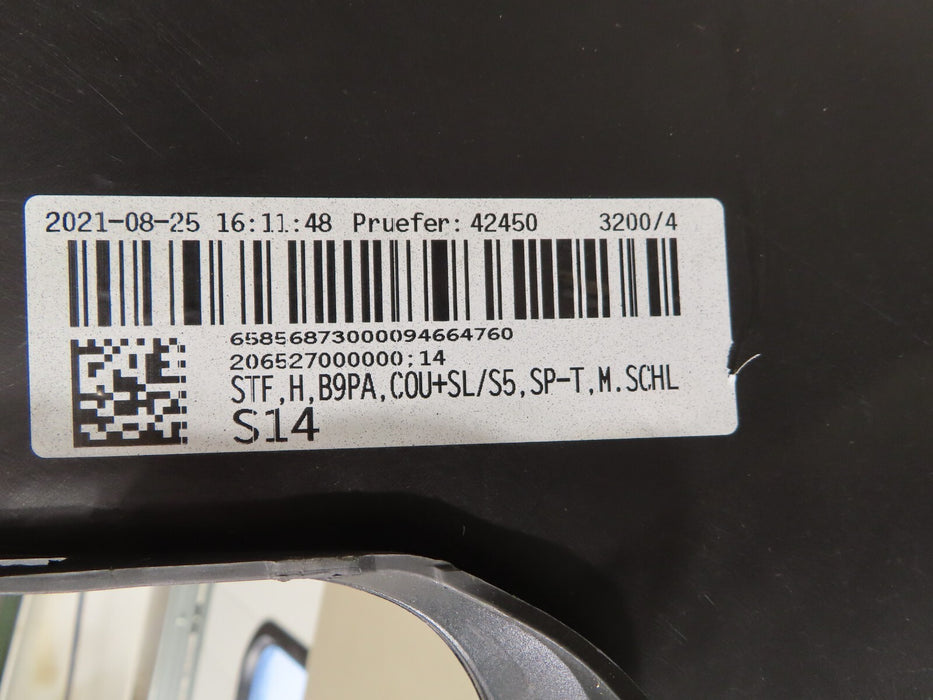 2021-08-25 16:11:48 Pruefer: 42450 3200/4
65856873000094664760
206527000000;14
STF,H,B9PA,COU+SL/S5,SP-T,M.SCHL
S14